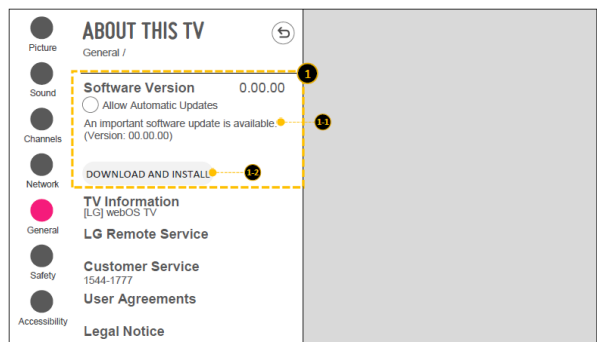 Picture
Sound
Channels
Network
General
Safety
Accessibility
ABOUT THIS TV
General /
1
Software Version 0.00.00
Allow Automatic Updates
An important software update is available.
1-1
(Version: 00.00.00)
DOWNLOAD AND INSTALL
1-2
TV Information
[LG] webOS TV
LG Remote Service
Customer Service
1544-1777
User Agreements
Legal Notice